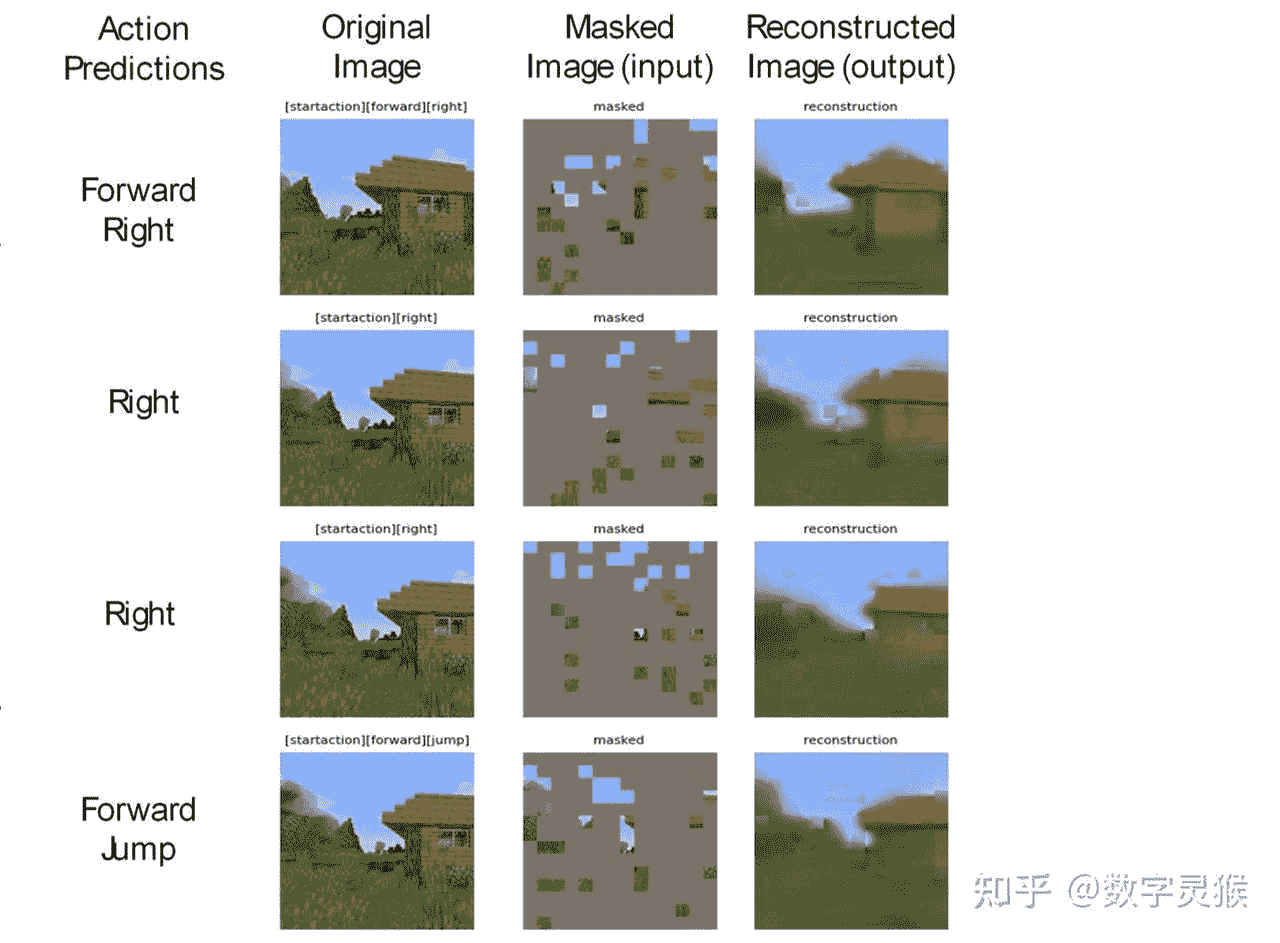 Action
Predictions
Original
Image
Masked
Image (input)
Reconstructed
Image (output)
[startaction][forward][right]
masked
reconstruction
Forward
Right
[startaction][right]
masked
reconstruction
Right
[startaction][right]
masked
reconstruction
Right
[startaction][forward][jump]
masked
reconstruction
Forward
Jump
知乎 @数字灵猴